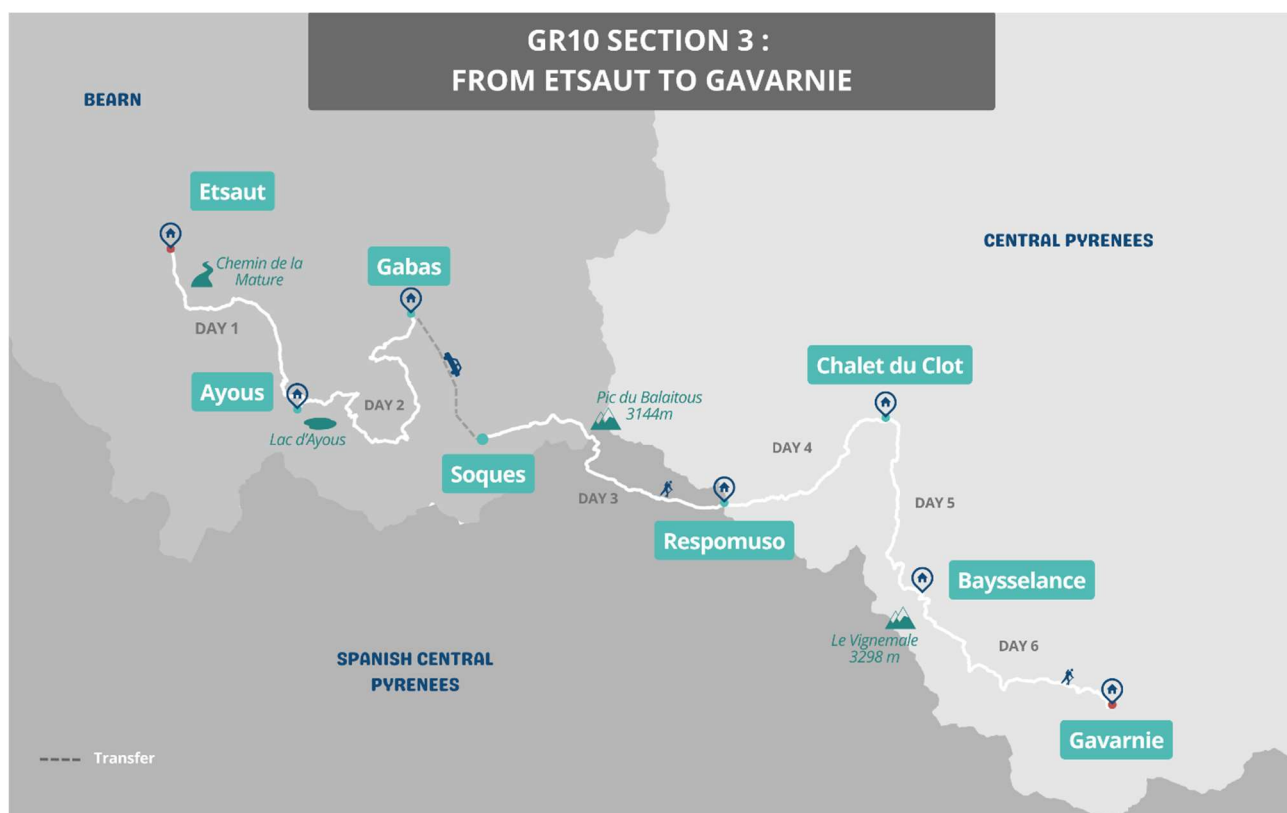 GR10 SECTION 3 :
FROM ETSAUT TO GAVARNIE
BEARN
Etsaut
Chemin de la
Mature
Gabas
CENTRAL PYRENEES
DAY 1
Ayous
DAY 2
Lac d'Ayous
Pic du Balaitous
3144m
Chalet du Clot
Soques
DAY 3
DAY 4
Respomuso
DAY 5
Baysselance
Le Vignemale
3298 m
DAY 6
SPANISH CENTRAL
PYRENEES
Gavarnie
Transfer